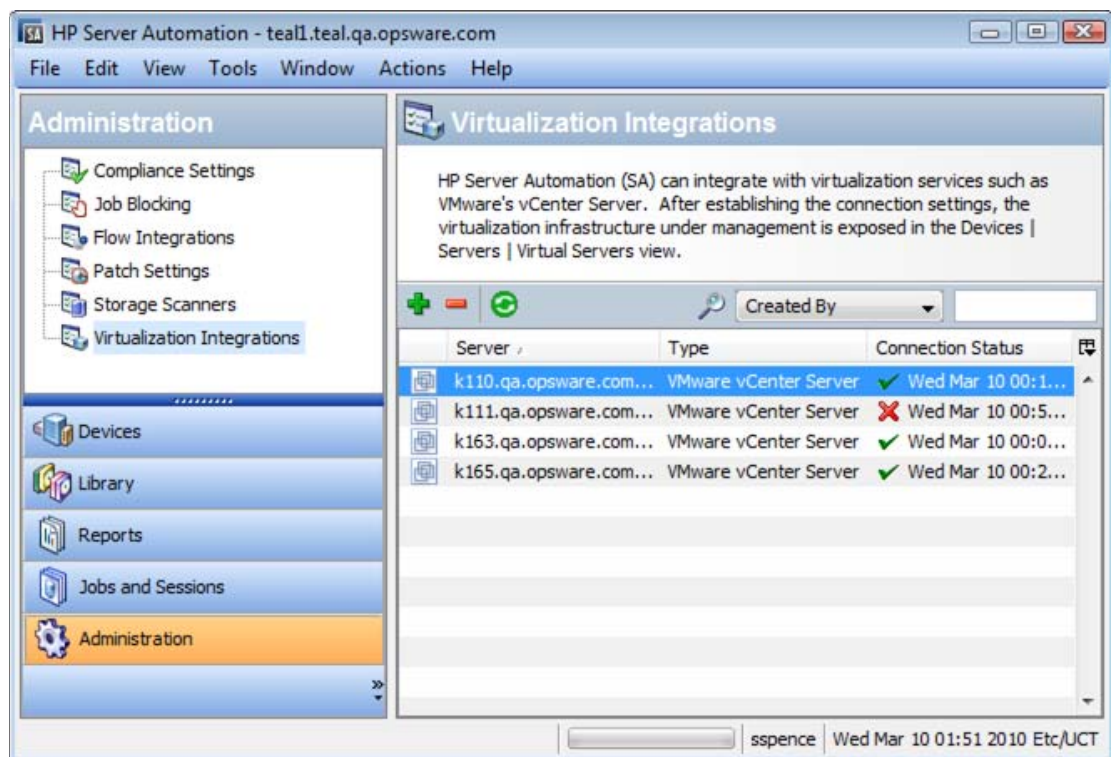 HP Server Automation - teal1.teal.qa.opsware.com
File Edit View Tools Window Actions Help
Administration
Compliance Settings
Job Blocking
Flow Integrations
Patch Settings
Storage Scanners
Virtualization Integrations
Devices
Library
Reports
Jobs and Sessions
Administration
Virtualization Integrations
HP Server Automation (SA) can integrate with virtualization services such as
VMware's vCenter Server. After establishing the connection settings, the
virtualization infrastructure under management is exposed in the Devices |
Servers | Virtual Servers view.
Created By
Server Type Connection Status
k110.qa.opsware.com... VMware vCenter Server Wed Mar 10 00:1...
k111.qa.opsware.com... VMware vCenter Server Wed Mar 10 00:5...
k163.qa.opsware.com... VMware vCenter Server Wed Mar 10 00:0...
k165.qa.opsware.com... VMware vCenter Server Wed Mar 10 00:2...
sspence Wed Mar 10 01:51 2010 Etc/UCT